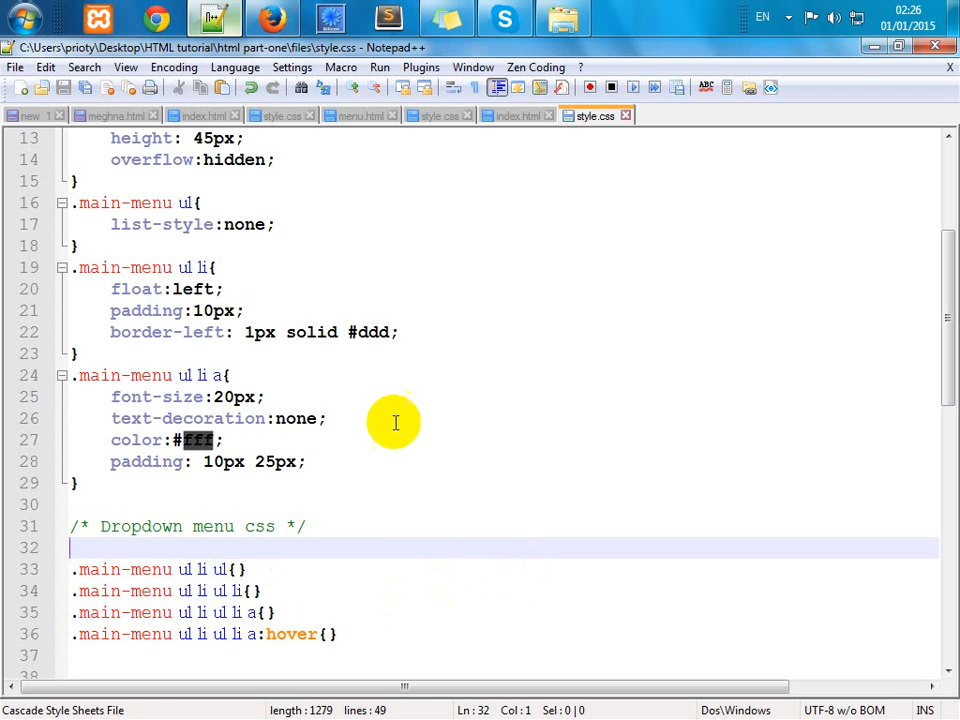 EN
02:26
01/01/2015
C:\Users\prioty\Desktop\HTML tutorial\html part-one\files\style.css - Notepad++
File Edit Search View Encoding Language Settings Macro Run Plugins Window Zen Coding ? X
new 1 meghna.html index.html style.css menu.html style.css index.html style.css
13 height: 45px;
14 overflow:hidden;
15 }
16 .main-menu ul{
17 list-style:none;
18 }
19 .main-menu ul li{
20 float:left;
21 padding:10px;
22 border-left: 1px solid #ddd;
23 }
24 .main-menu ul li a{
25 font-size:20px;
26 text-decoration:none;
27 color:#fff;
28 padding: 10px 25px;
29 }
30
31 /* Dropdown menu css */
32
33 .main-menu ul li ul{}
34 .main-menu ul li ul li{}
35 .main-menu ul li ul li a{}
36 .main-menu ul li ul li a:hover{}
37
38
Cascade Style Sheets File length : 1279 lines : 49 Ln : 32 Col : 1 Sel : 0 | 0 Dos\Windows UTF-8 w/o BOM INS